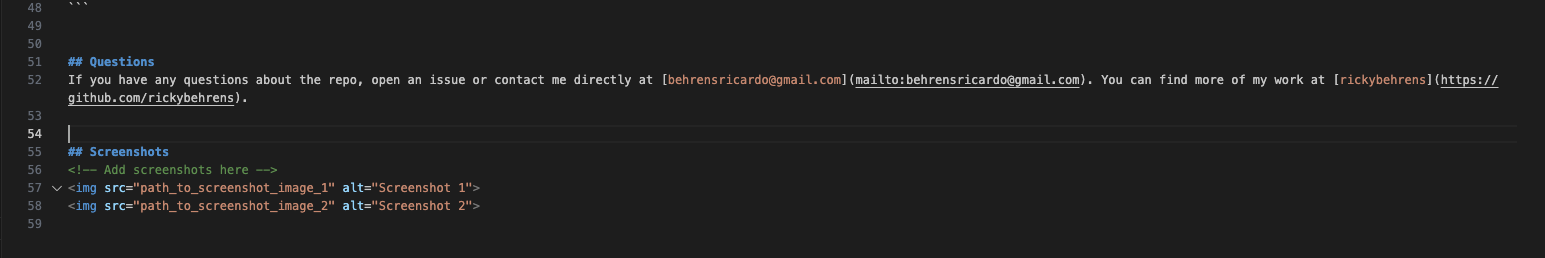 48 ```
49
50
51 ## Questions
52 If you have any questions about the repo, open an issue or contact me directly at [behrensricardo@gmail.com](mailto:behrensricardo@gmail.com). You can find more of my work at [rickybehrens](https://
github.com/rickybehrens).
53
54
55 ## Screenshots
56 <!-- Add screenshots here -->
57 <img src="path_to_screenshot_image_1" alt="Screenshot 1">
58 <img src="path_to_screenshot_image_2" alt="Screenshot 2">
59